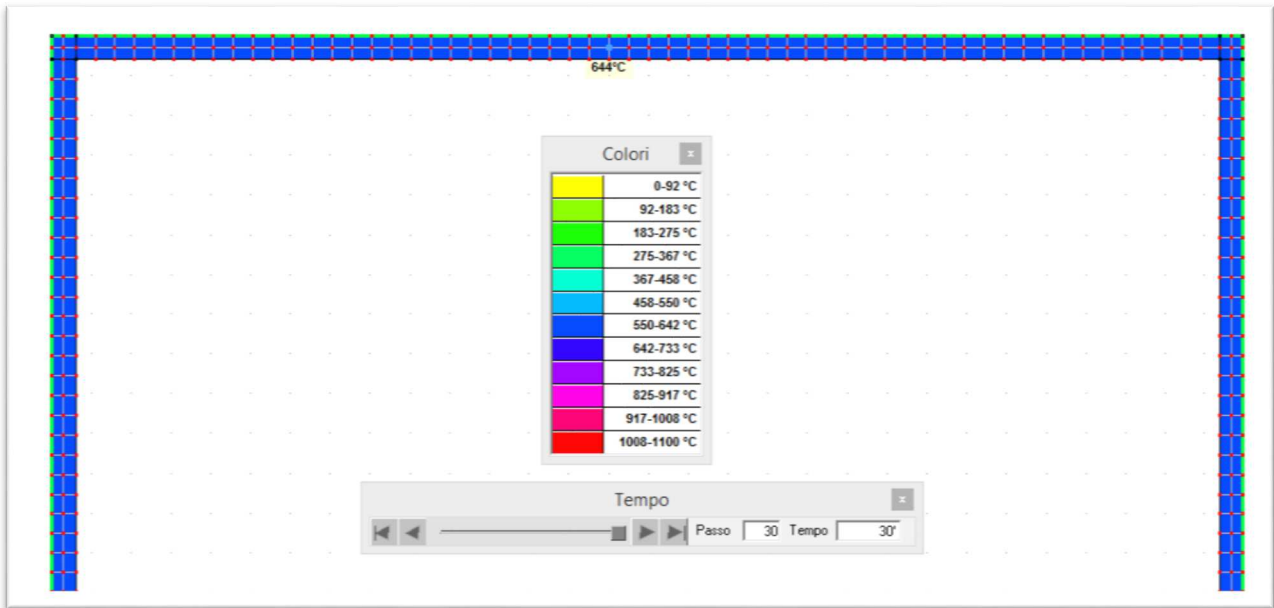 644°C
Colori x
0-92 °C
92-183 °C
183-275 °C
275-367 °C
367-458 °C
458-550 °C
550-642 °C
642-733 °C
733-825 °C
825-917 °C
917-1008 °C
1008-1100 °C
Tempo x
Passo 30 Tempo 30'